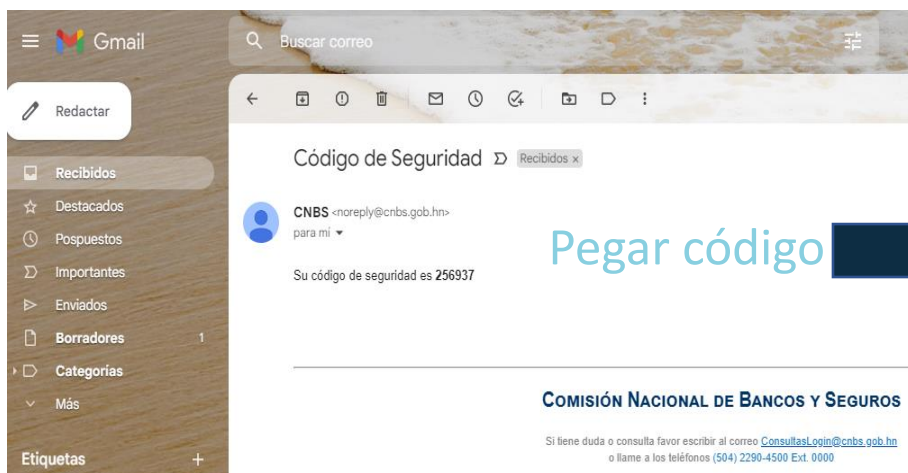 Gmail
Buscar correo
Redactar
Código de Seguridad Recibidos x
Recibidos
Destacados
CNBS <noreply@cnbs.gob.hn>
para mí
Pospuestos
Pegar código
Importantes
Su código de seguridad es 256937
Enviados
Borradores 1
Categorías
Más
COMISIÓN NACIONAL DE BANCOS Y SEGUROS
Si tiene duda o consulta favor escribir al correo ConsultasLogin@cnbs.gob.hn
o llame a los teléfonos (504) 2290-4500 Ext. 0000
Etiquetas +